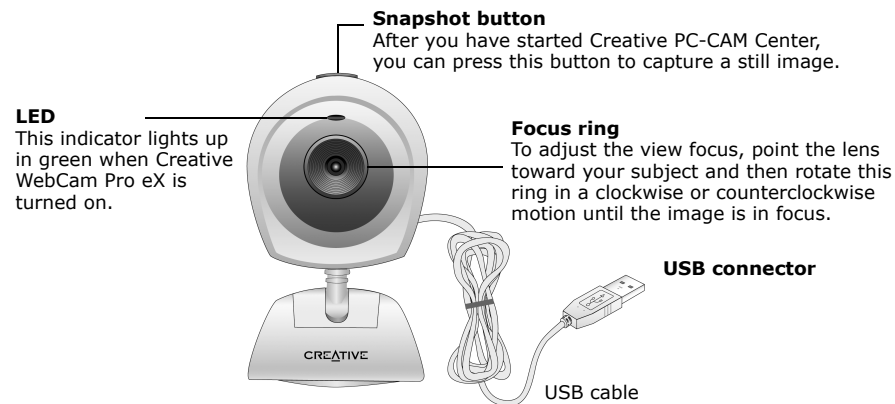 Snapshot button
After you have started Creative PC-CAM Center,
you can press this button to capture a still image.
LED
This indicator lights up
in green when Creative
WebCam Pro eX is
turned on.
Focus ring
To adjust the view focus, point the lens
toward your subject and then rotate this
ring in a clockwise or counterclockwise
motion until the image is in focus.
USB connector
CREATIVE
USB cable